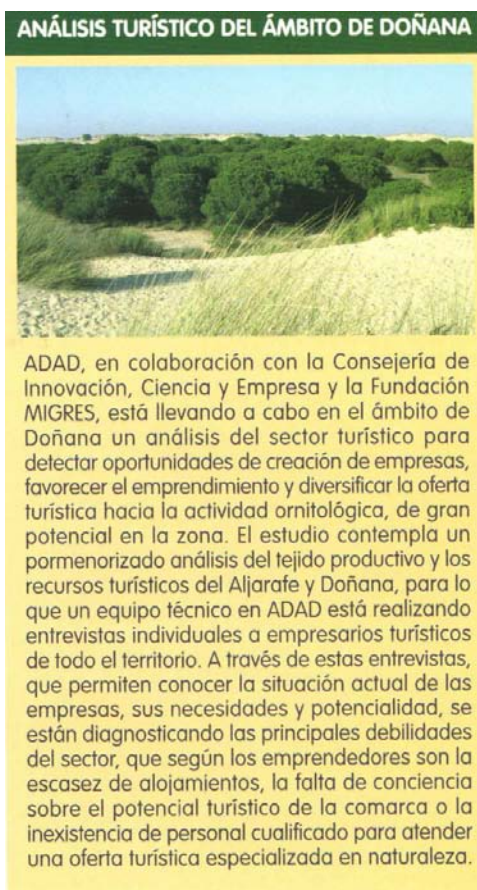 ANÁLISIS TURÍSTICO DEL ÁMBITO DE DOÑANA
ADAD, en colaboración con la Consejería de
Innovación, Ciencia y Empresa y la Fundación
MIGRES, está llevando a cabo en el ámbito de
Doñana un análisis del sector turístico para
detectar oportunidades de creación de empresas,
favorecer el emprendimiento y diversificar la oferta
turística hacia la actividad ornitológica, de gran
potencial en la zona. El estudio contempla un
pormenorizado análisis del tejido productivo y los
recursos turísticos del Aljarafe y Doñana, para lo
que un equipo técnico en ADAD está realizando
entrevistas individuales a empresarios turísticos
de todo el territorio. A través de estas entrevistas,
que permiten conocer la situación actual de las
empresas, sus necesidades y potencialidad, se
están diagnosticando las principales debilidades
del sector, que según los emprendedores son la
escasez de alojamientos, la falta de conciencia
sobre el potencial turístico de la comarca o la
inexistencia de personal cualificado para atender
una oferta turística especializada en naturaleza.